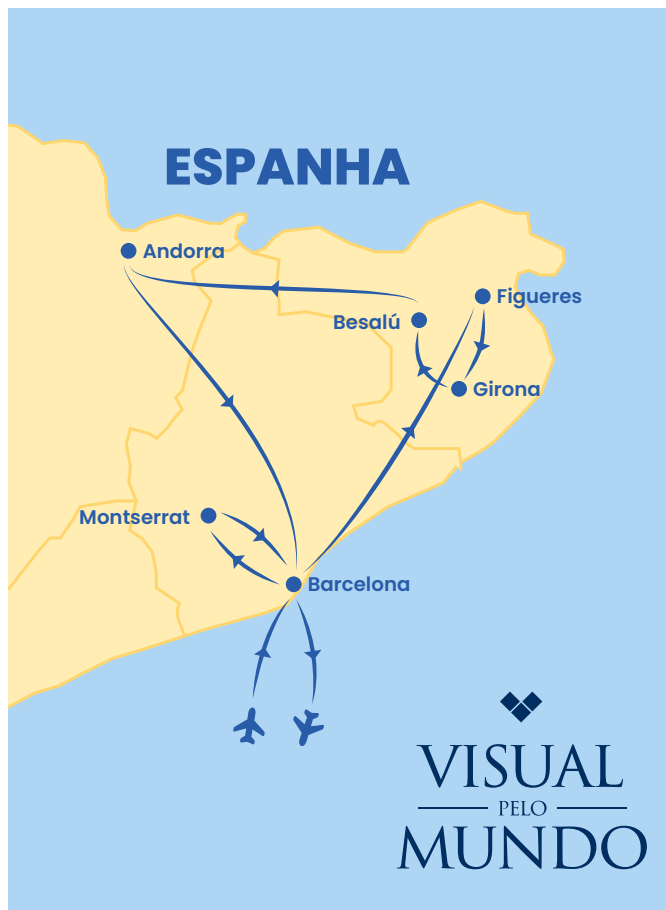 ESPANHA
Andorra
Figueres
Besalú
Girona
Montserrat
Barcelona
VISUAL
PELO
MUNDO